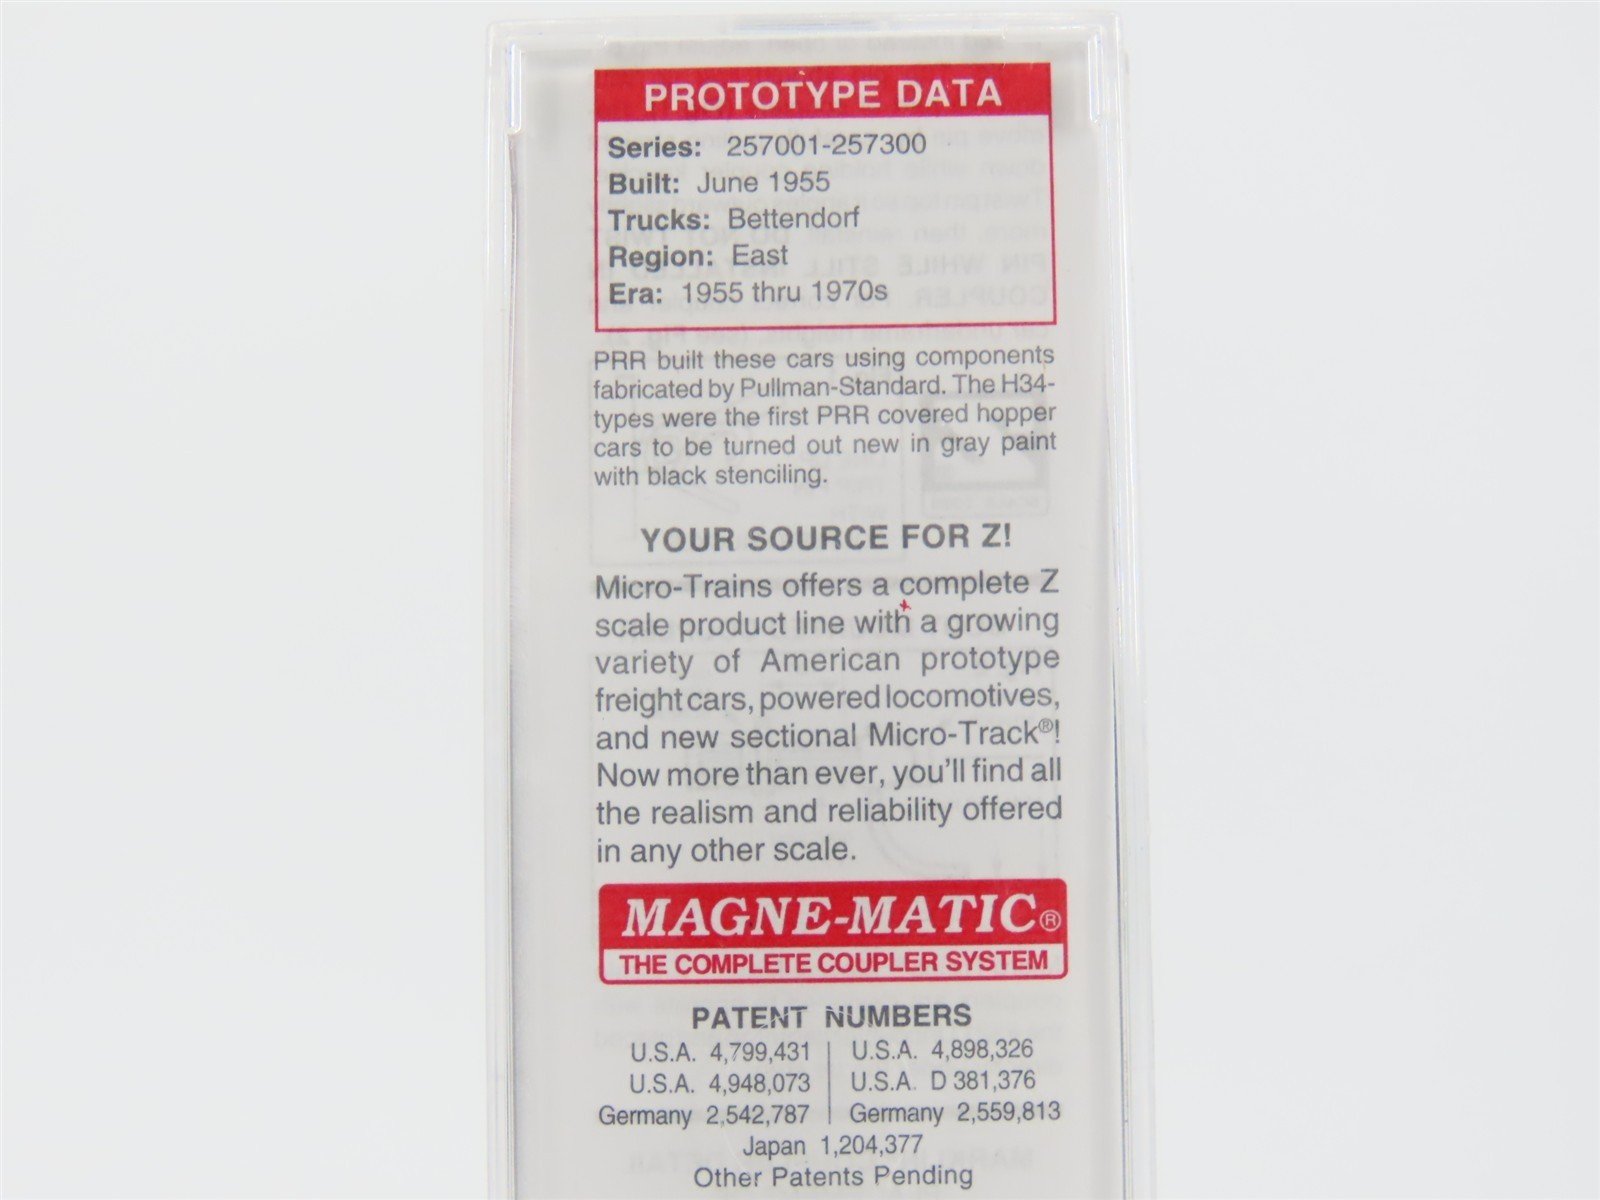 PROTOTYPE DATA
Series: 257001-257300
Built: June 1955
Trucks: Bettendorf
Region: East
Era: 1955 thru 1970s
PRR built these cars using components
fabricated by Pullman-Standard. The H34-
types were the first PRR covered hopper
cars to be turned out new in gray paint
with black stenciling.
YOUR SOURCE FOR Z!
Micro-Trains offers a complete Z
scale product line with a growing
variety of American prototype
freight cars, powered locomotives,
and new sectional Micro-Track®!
Now more than ever, you'll find all
the realism and reliability offered
in any other scale.
MAGNE-MATIC®
THE COMPLETE COUPLER SYSTEM
PATENT NUMBERS
U.S.A. 4,799,431 | U.S.A. 4,898,326
U.S.A. 4,948,073 | U.S.A. D 381,376
Germany 2,542,787 | Germany 2,559,813
Japan 1,204,377
Other Patents Pending